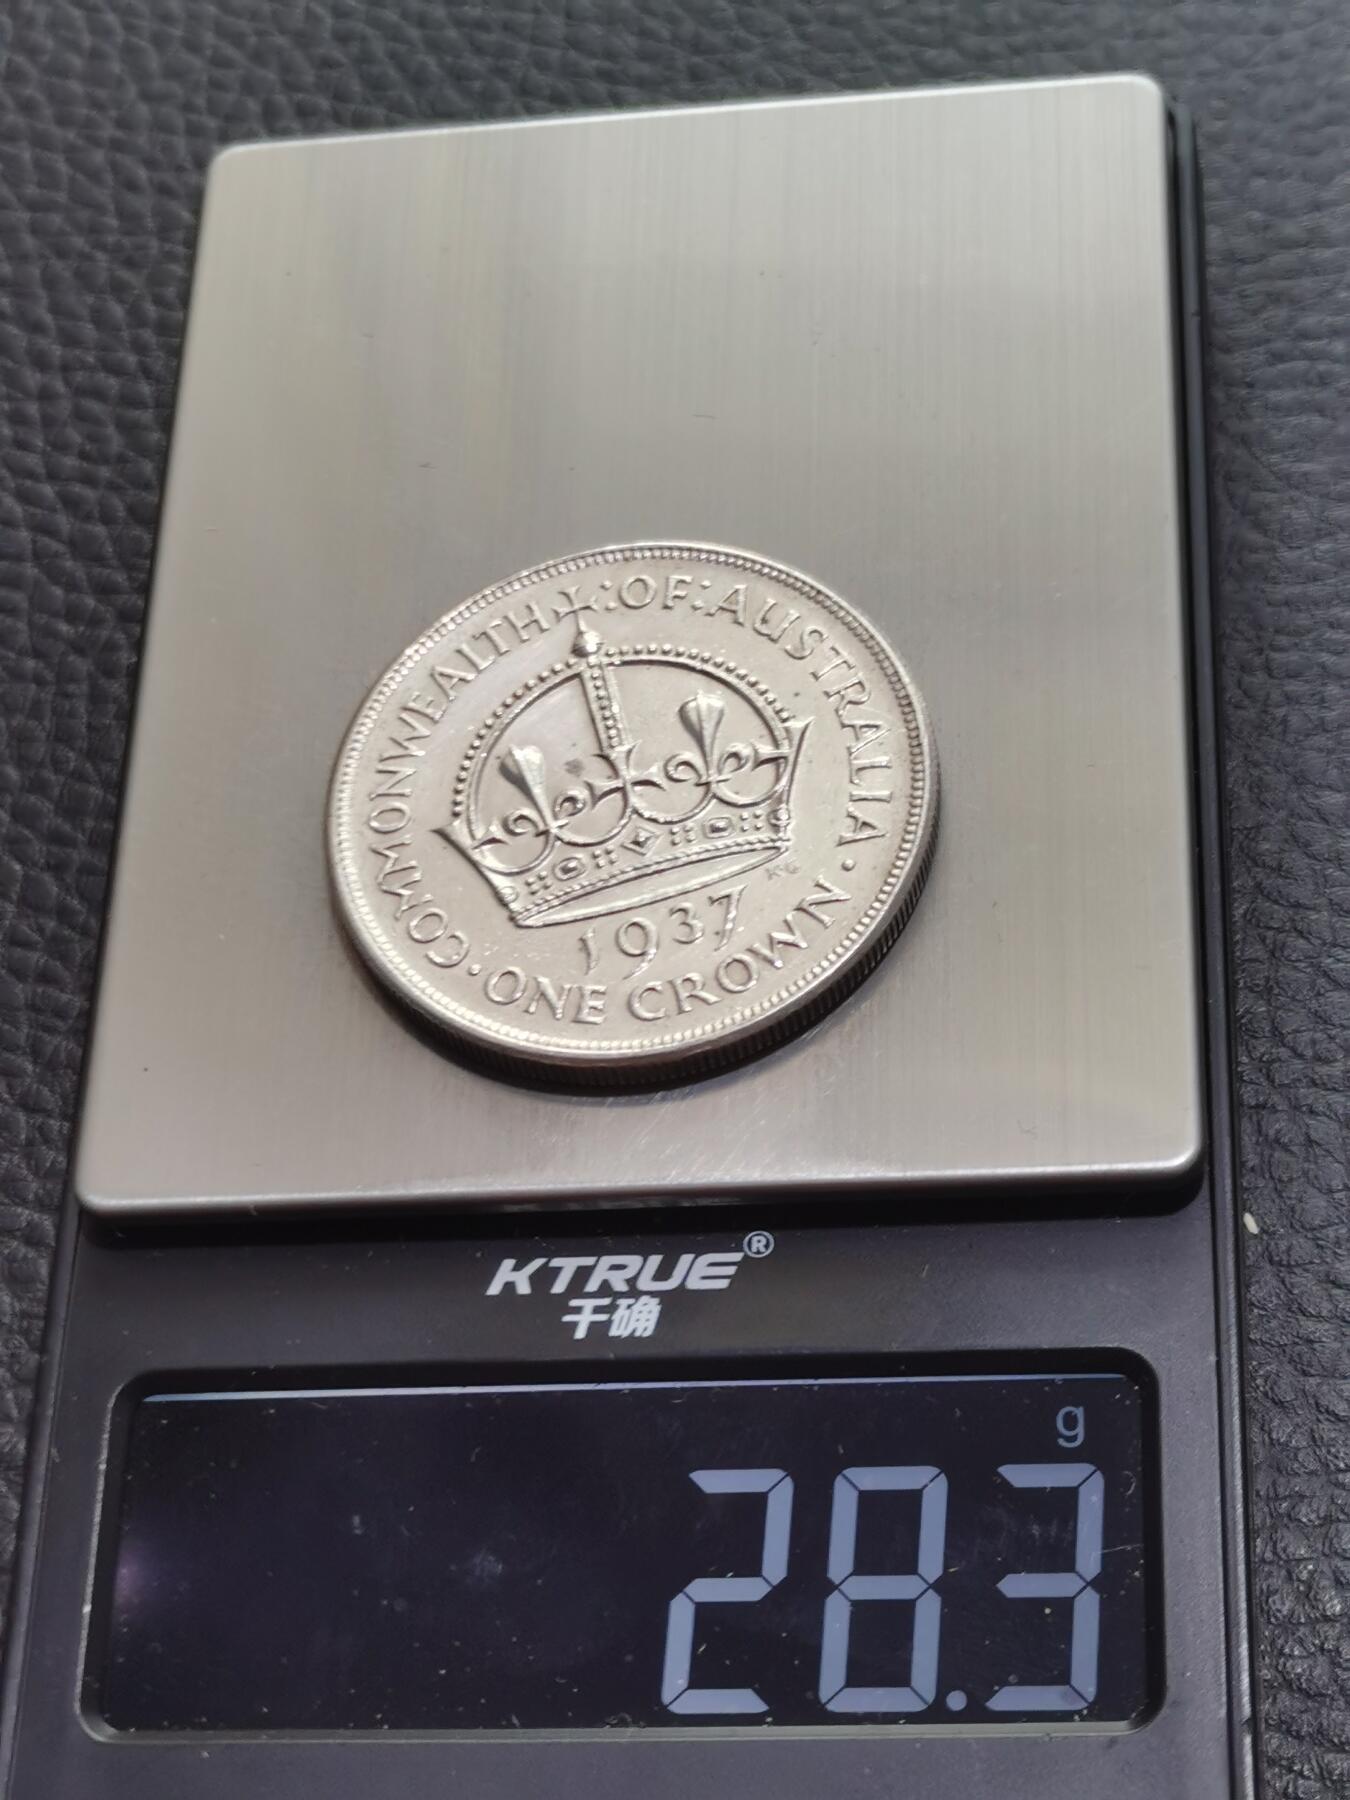 COMMONWEALTH:OF:AUSTRALIA·
KG
1937
·ONE CROWN
KTRUE®
千确
g
28.3